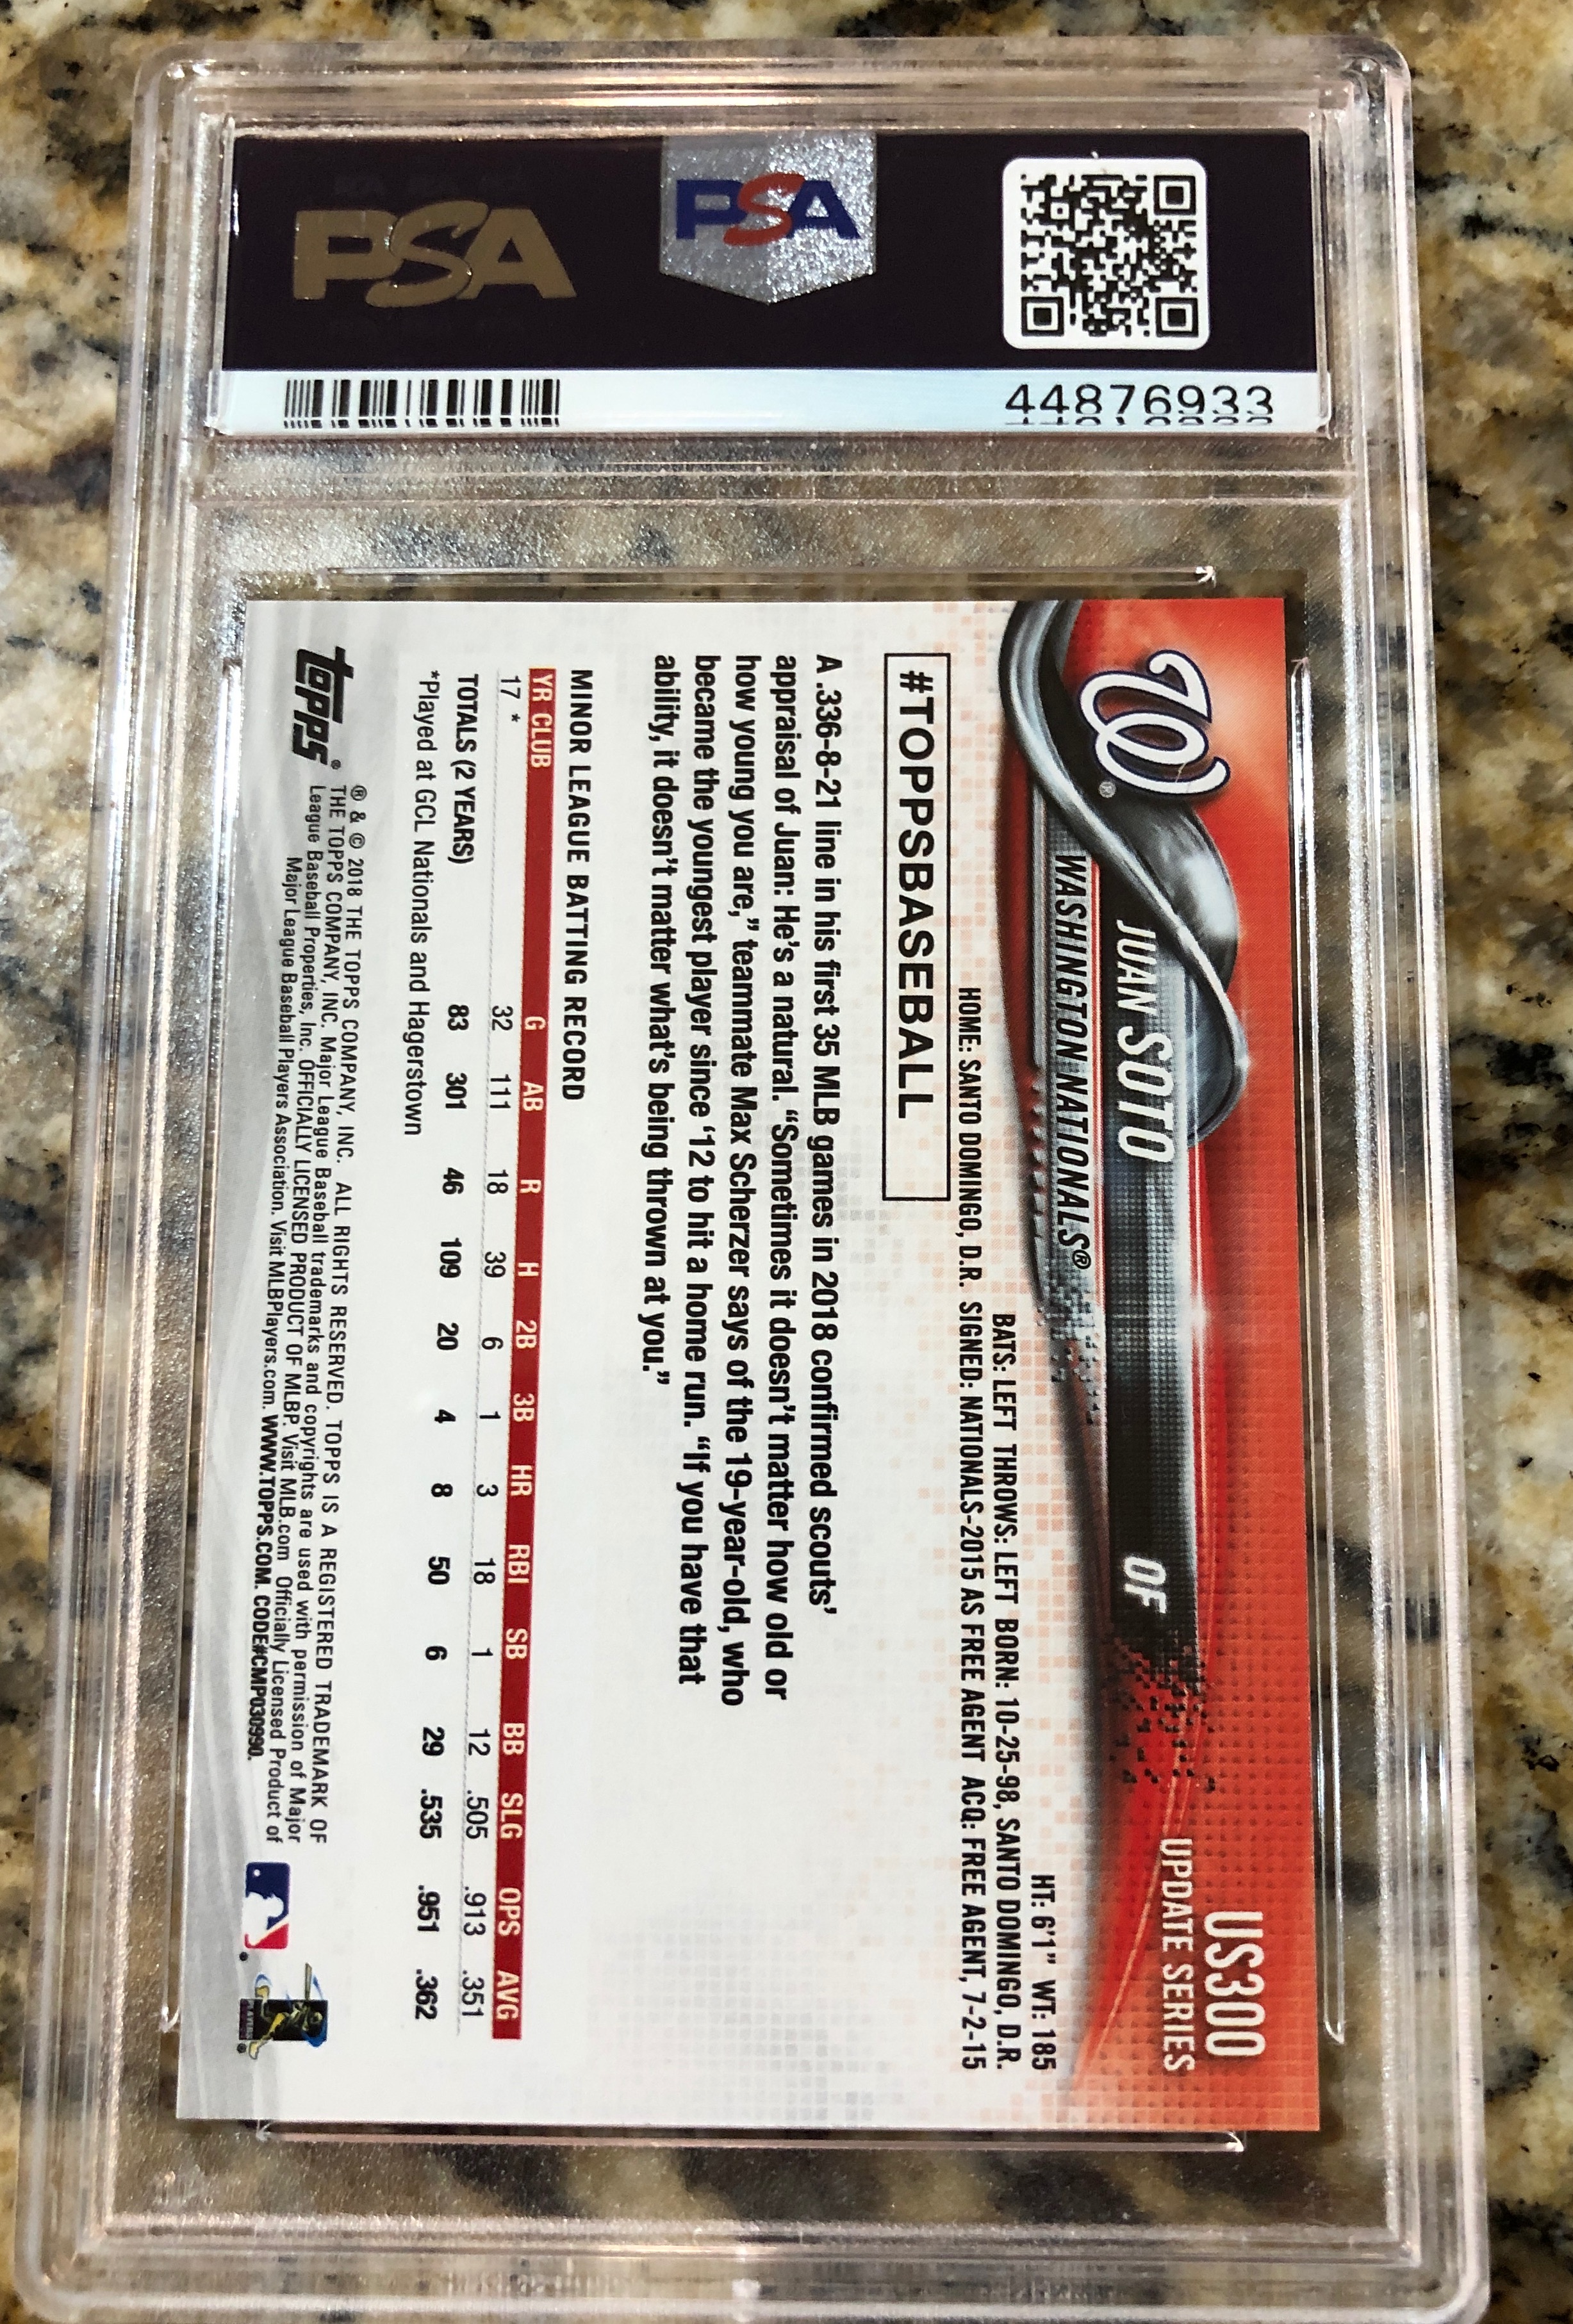 PSA
PSA
44876933
US300
UPDATE SERIES
W®
JUAN SOTO OF
WASHINGTON NATIONALS®
HT: 6'1" WT: 185
BATS: LEFT THROWS: LEFT BORN: 10-25-98, SANTO DOMINGO, D.R.
HOME: SANTO DOMINGO, D.R. SIGNED: NATIONALS-2015 AS FREE AGENT ACQ: FREE AGENT, 7-2-15
#TOPPSBASEBALL
A .336-8-21 line in his first 35 MLB games in 2018 confirmed scouts'
appraisal of Juan: He's a natural. “Sometimes it doesn't matter how old or
how young you are,” teammate Max Scherzer says of the 19-year-old, who
became the youngest player since ‘12 to hit a home run. “If you have that
ability, it doesn't matter what's being thrown at you.”
MINOR LEAGUE BATTING RECORD
YR CLUB G AB R H 2B 3B HR RBI SB BB SLG OPS AVG
17 * 32 111 18 39 6 1 3 18 1 12 .505 .913 .351
TOTALS (2 YEARS) 83 301 46 109 20 4 8 50 6 29 .535 .951 .362
*Played at GCL Nationals and Hagerstown
topps®
® & © 2018 THE TOPPS COMPANY, INC. ALL RIGHTS RESERVED. TOPPS IS A REGISTERED TRADEMARK OF
THE TOPPS COMPANY, INC. Major League Baseball trademarks and copyrights are used with permission of Major
League Baseball Properties, Inc. OFFICIALLY LICENSED PRODUCT OF MLBP. Visit MLB.com Officially Licensed Product of
Major League Baseball Players Association. Visit MLBPlayers.com. WWW.TOPPS.COM. CODE#CMP030990.